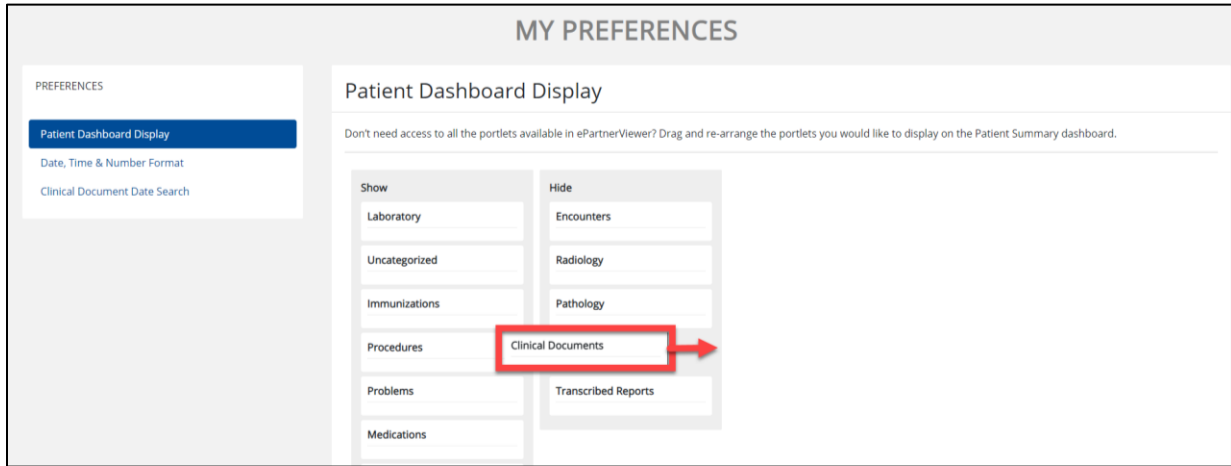 MY PREFERENCES
PREFERENCES
Patient Dashboard Display
Date, Time & Number Format
Clinical Document Date Search
Patient Dashboard Display
Don't need access to all the portlets available in ePartnerViewer? Drag and re-arrange the portlets you would like to display on the Patient Summary dashboard.
Show
Laboratory
Uncategorized
Immunizations
Procedures
Problems
Medications
Hide
Encounters
Radiology
Pathology
Clinical Documents
Transcribed Reports